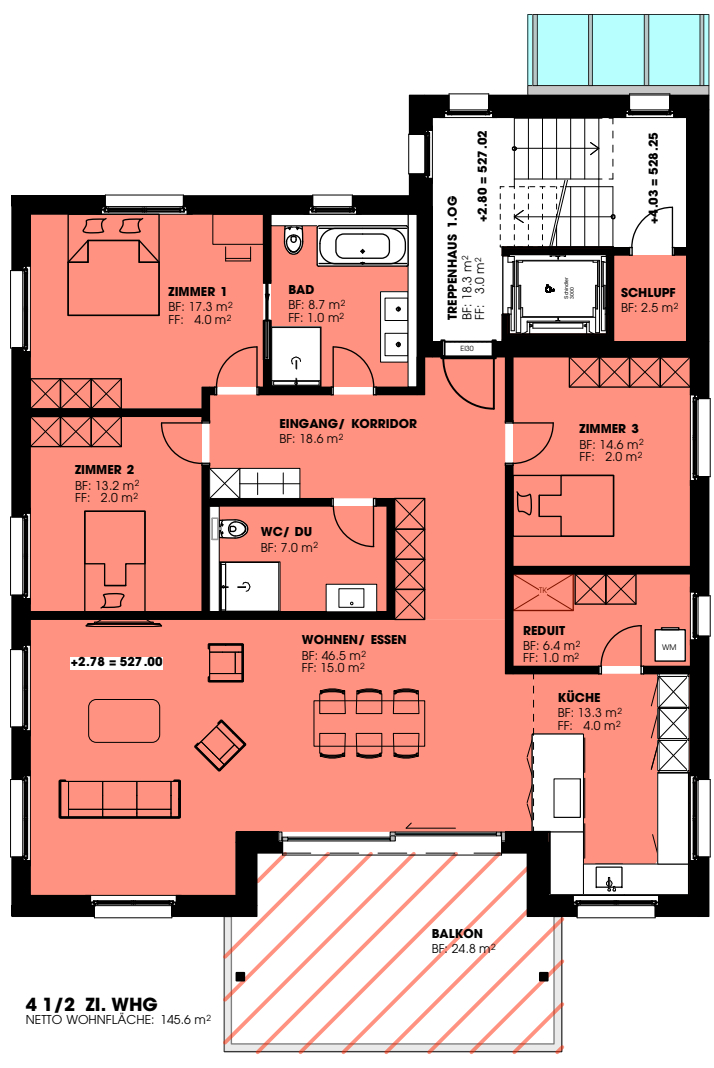 +2.80 = 527.02
+4.03 = 528.25
TREPPENHAUS 1.OG
BF: 18.3 m²
FF: 3.0 m²
Schindler
3000
SCHLUPF
BF: 2.5 m²
EI30
ZIMMER 1
BF: 17.3 m²
FF: 4.0 m²
BAD
BF: 8.7 m²
FF: 1.0 m²
EINGANG/ KORRIDOR
BF: 18.6 m²
ZIMMER 3
BF: 14.6 m²
FF: 2.0 m²
ZIMMER 2
BF: 13.2 m²
FF: 2.0 m²
WC/ DU
BF: 7.0 m²
TK
REDUIT
BF: 6.4 m²
FF: 1.0 m²
WM
WOHNEN/ ESSEN
BF: 46.5 m²
FF: 15.0 m²
+2.78 = 527.00
KÜCHE
BF: 13.3 m²
FF: 4.0 m²
BALKON
BF: 24.8 m²
4 1/2 ZI. WHG
NETTO WOHNFLÄCHE: 145.6 m²